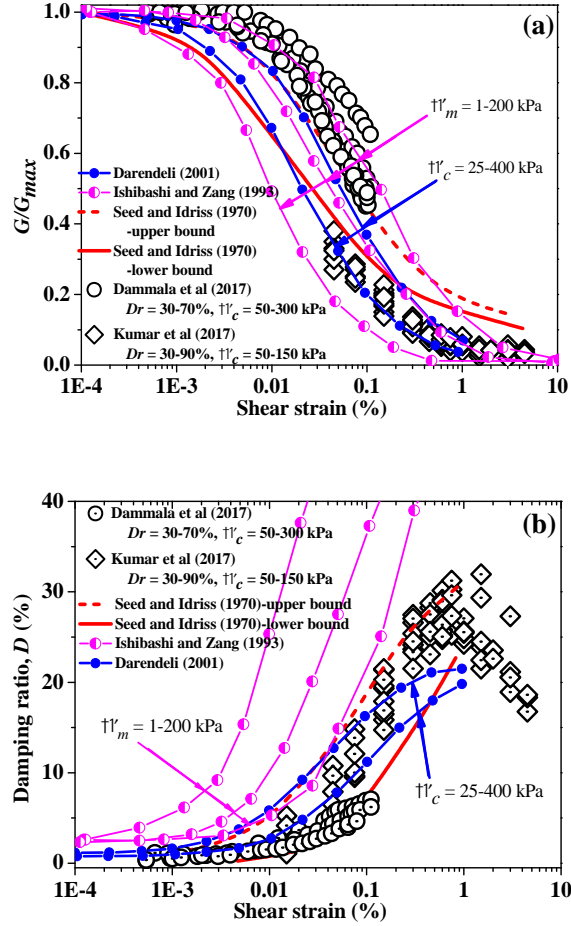 1.0
(a)
0.8
††'m = 1-200 kPa
0.6
G/Gmax
Darendeli (2001)
††'c = 25-400 kPa
Ishibashi and Zang (1993)
0.4
Seed and Idriss (1970)
-upper bound
Seed and Idriss (1970)
-lower bound
0.2
Dammala et al (2017)
Dr = 30-70%, ††'c = 50-300 kPa
Kumar et al (2017)
Dr = 30-90%, ††'c = 50-150 kPa
0.0
1E-4 1E-3 0.01 0.1 1 10
Shear strain (%)
40
(b)
Dammala et al (2017)
Dr = 30-70%, ††'c = 50-300 kPa
Kumar et al (2017)
30
Dr = 30-90%, ††'c = 50-150 kPa
Seed and Idriss (1970)-upper bound
Seed and Idriss (1970)-lower bound
Ishibashi and Zang (1993)
Darendeli (2001)
20
Damping ratio, D (%)
††'m = 1-200 kPa
10
††'c = 25-400 kPa
0
1E-4 1E-3 0.01 0.1 1 10
Shear strain (%)